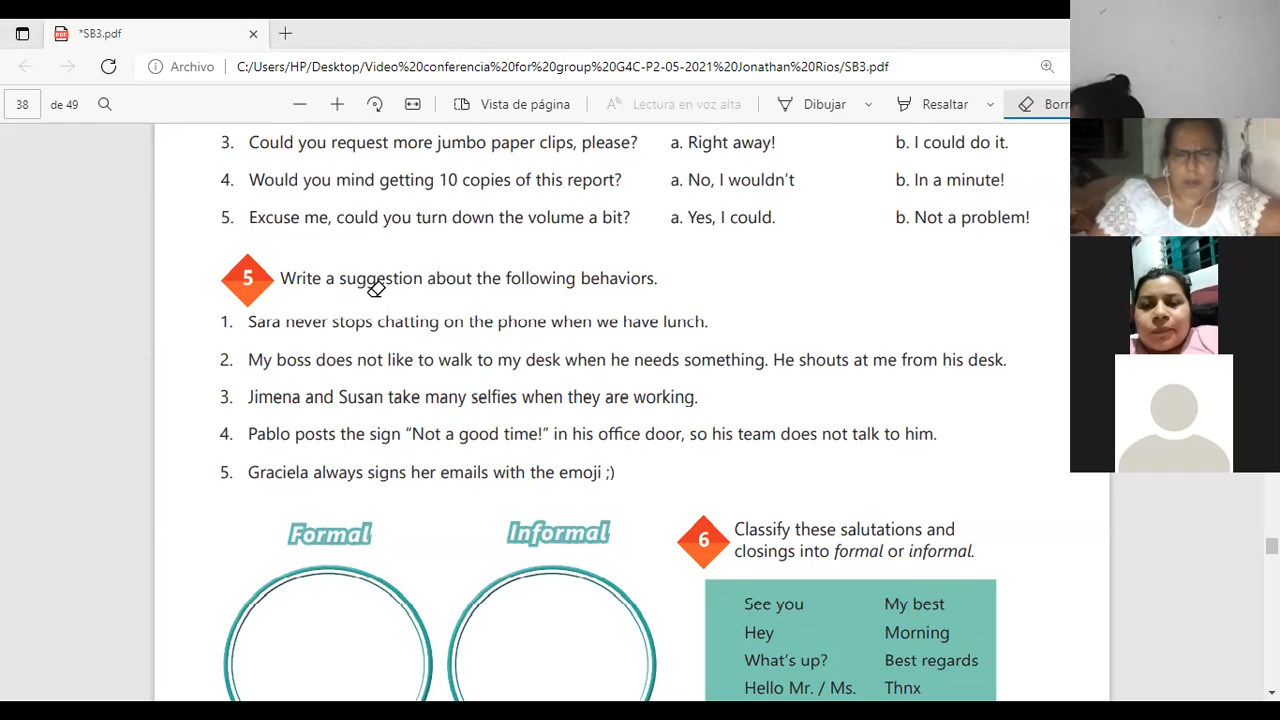 *SB3.pdf
Archivo C:/Users/HP/Desktop/Video%20conferencia%20for%20group%20G4C-P2-05-2021%20Jonathan%20Rios/SB3.pdf
38 de 49 Vista de página Lectura en voz alta Dibujar Resaltar Borr
3. Could you request more jumbo paper clips, please? a. Right away! b. I could do it.
4. Would you mind getting 10 copies of this report? a. No, I wouldn't b. In a minute!
5. Excuse me, could you turn down the volume a bit? a. Yes, I could. b. Not a problem!
5 Write a suggestion about the following behaviors.
1. Sara never stops chatting on the phone when we have lunch.
2. My boss does not like to walk to my desk when he needs something. He shouts at me from his desk.
3. Jimena and Susan take many selfies when they are working.
4. Pablo posts the sign “Not a good time!” in his office door, so his team does not talk to him.
5. Graciela always signs her emails with the emoji ;)
Formal Informal
6 Classify these salutations and
closings into formal or informal.
See you My best
Hey Morning
What's up? Best regards
Hello Mr. / Ms. Thnx